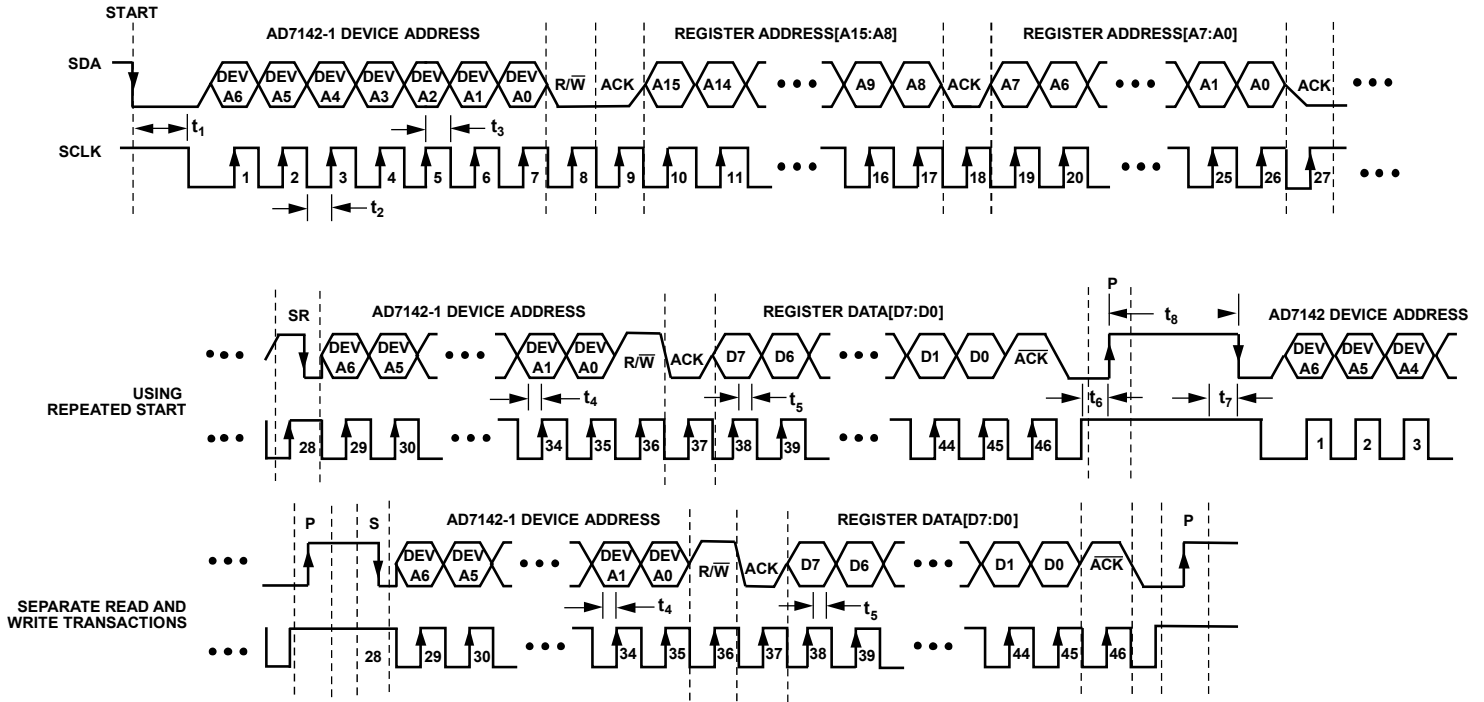 START
AD7142-1 DEVICE ADDRESS REGISTER ADDRESS[A15:A8] REGISTER ADDRESS[A7:A0]
SDA DEV A6 DEV A5 DEV A4 DEV A3 DEV A2 DEV A1 DEV A0 R/W̅ ACK A15 A14 ••• A9 A8 ACK A7 A6 ••• A1 A0 ACK •••
t1 t3
SCLK 1 2 3 4 5 6 7 8 9 10 11 ••• 16 17 18 19 20 ••• 25 26 27 •••
t2
P
SR AD7142-1 DEVICE ADDRESS REGISTER DATA[D7:D0] t8 AD7142 DEVICE ADDRESS
••• DEV A6 DEV A5 ••• DEV A1 DEV A0 R/W̅ ACK D7 D6 ••• D1 D0 A̅C̅K̅ DEV A6 DEV A5 DEV A4
USING
REPEATED START
t4 t5 t6 t7
••• 28 29 30 ••• 34 35 36 37 38 39 ••• 44 45 46 1 2 3
P S AD7142-1 DEVICE ADDRESS REGISTER DATA[D7:D0] P
••• DEV A6 DEV A5 ••• DEV A1 DEV A0 R/W̅ ACK D7 D6 ••• D1 D0 A̅C̅K̅
SEPARATE READ AND
WRITE TRANSACTIONS
t4 t5
••• 28 29 30 ••• 34 35 36 37 38 39 ••• 44 45 46